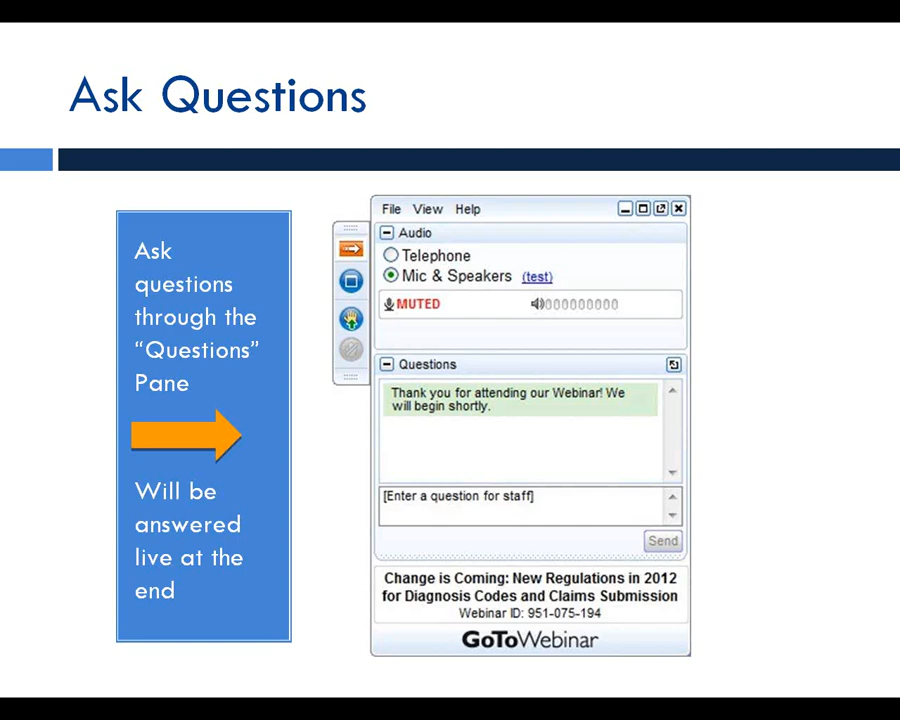 Ask Questions
Ask
questions
through the
“Questions”
Pane
Will be
answered
live at the
end
File View Help
Audio
Telephone
Mic & Speakers (test)
MUTED 000000000
Questions
Thank you for attending our Webinar! We
will begin shortly.
[Enter a question for staff]
Send
Change is Coming: New Regulations in 2012
for Diagnosis Codes and Claims Submission
Webinar ID: 951-075-194
GoToWebinar